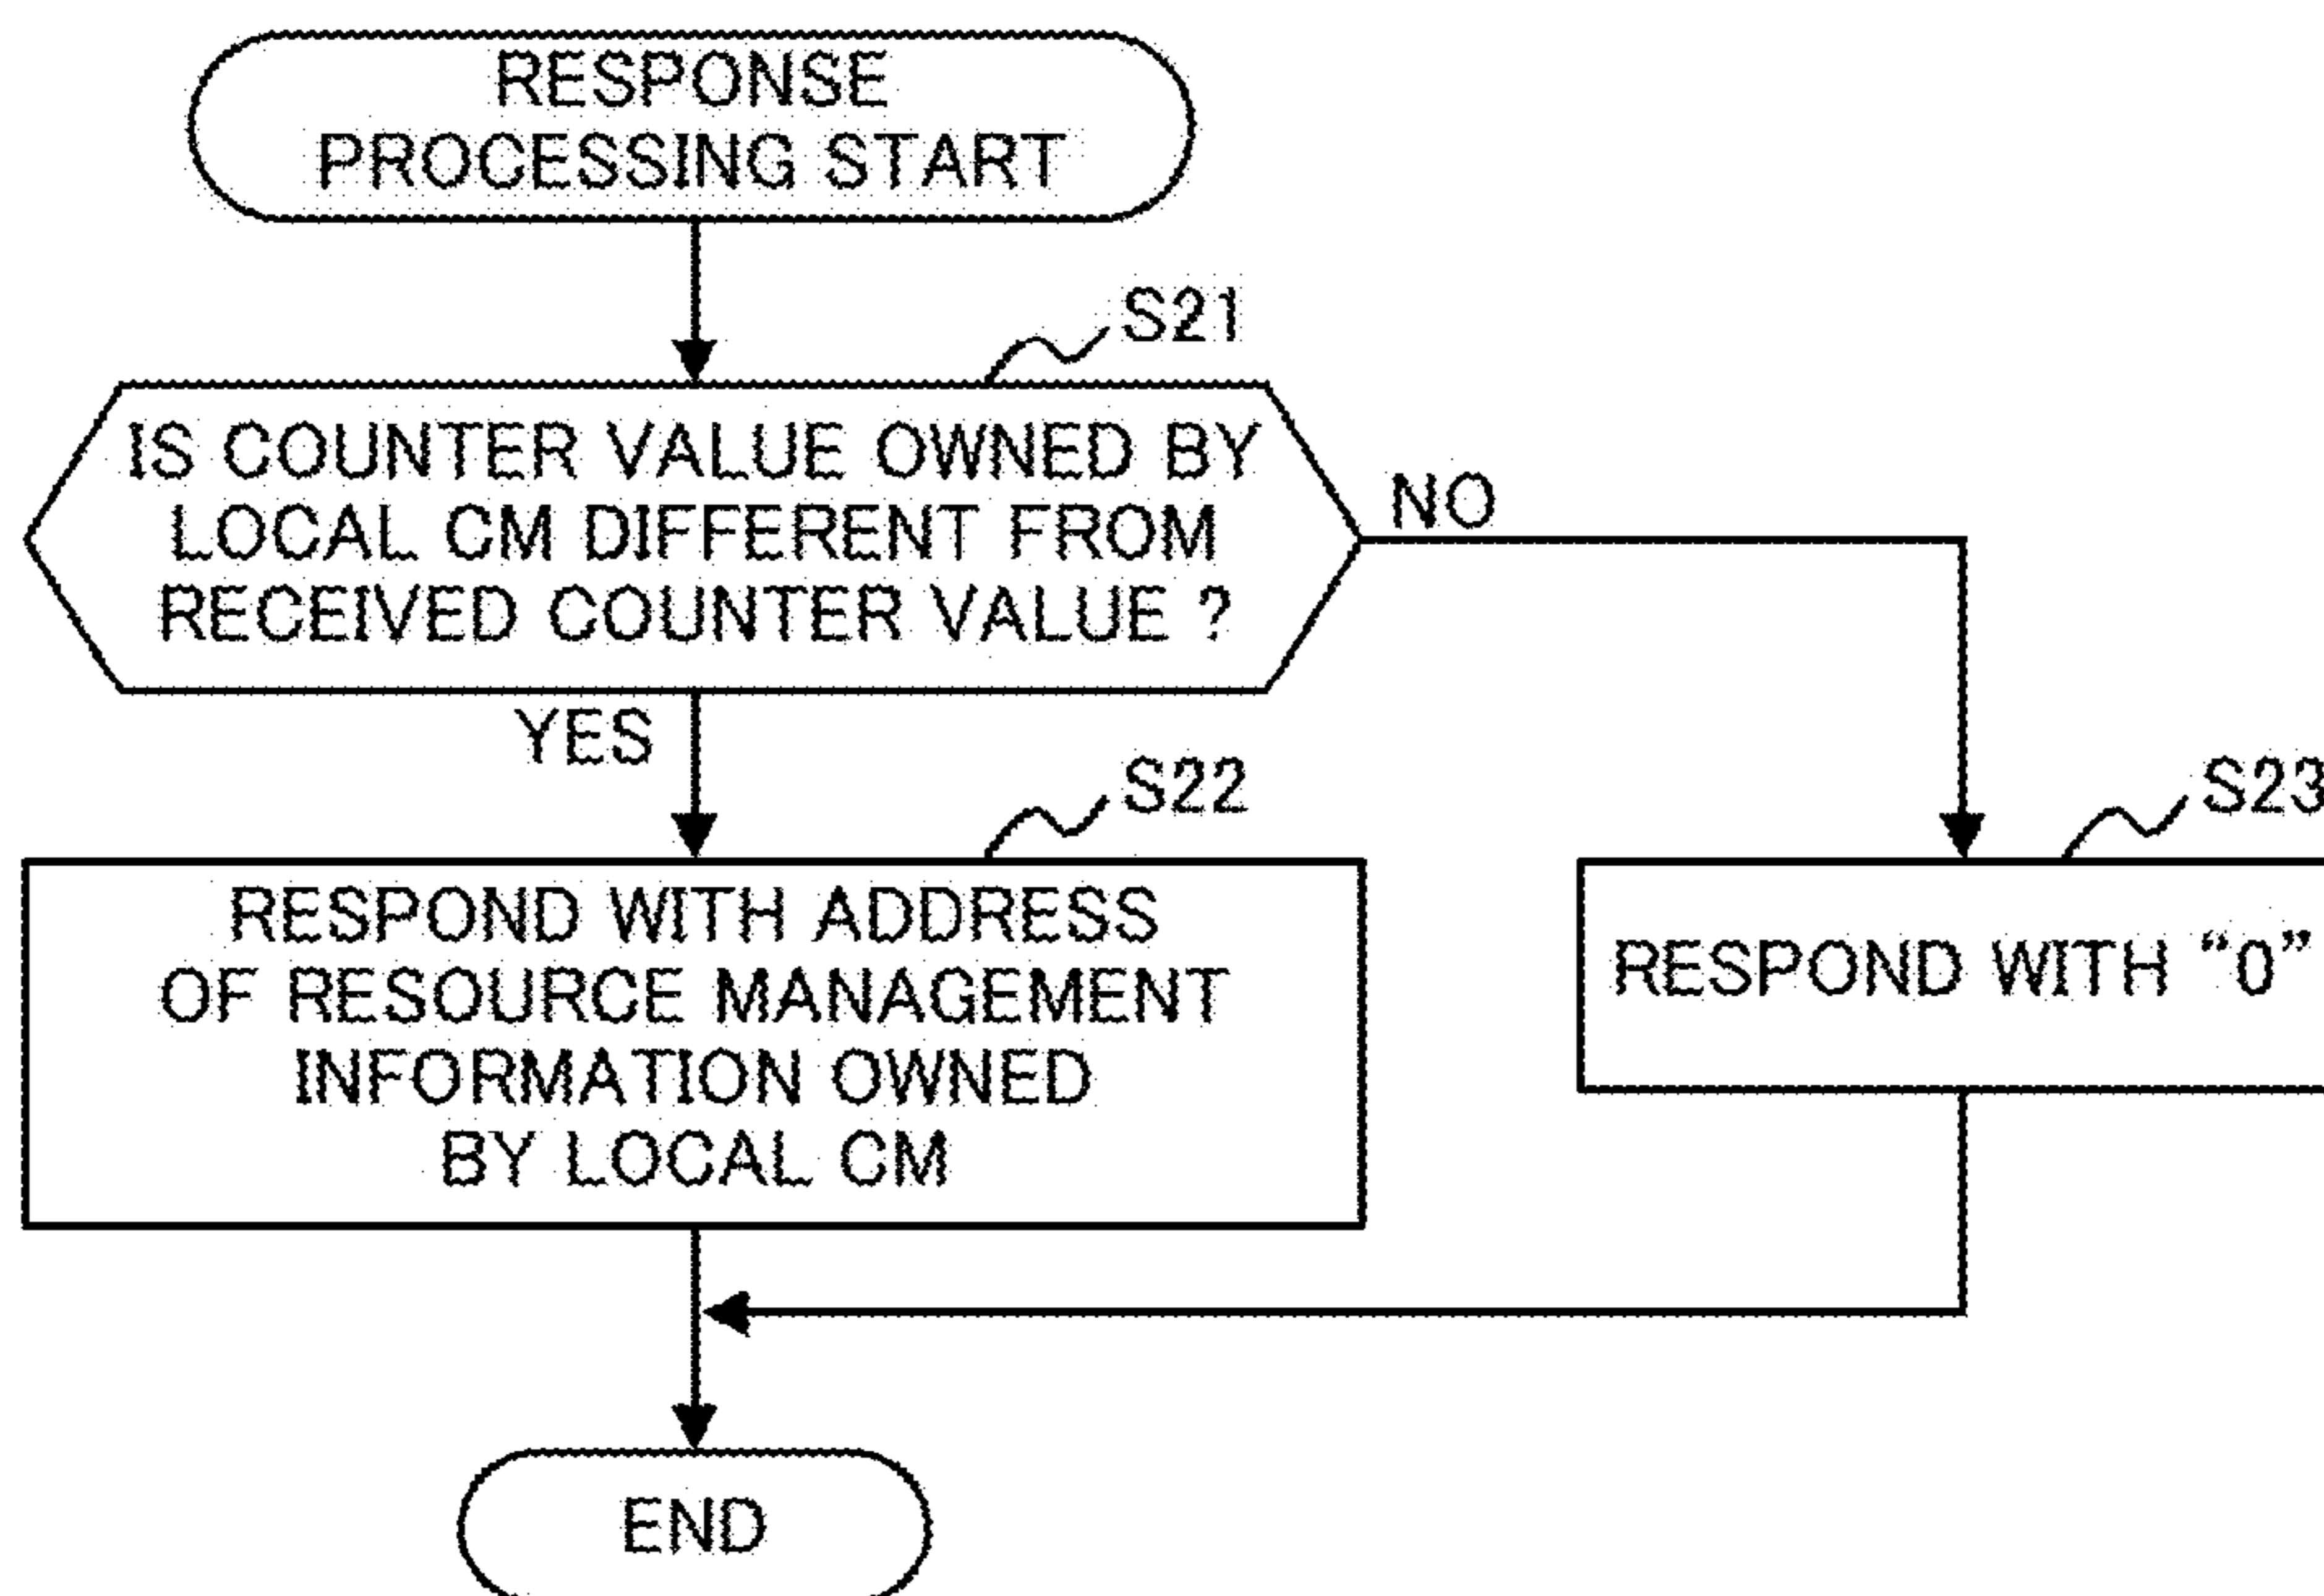 RESPONSE
PROCESSING START
S21
IS COUNTER VALUE OWNED BY
LOCAL CM DIFFERENT FROM
RECEIVED COUNTER VALUE ?
NO
YES
S22
S23
RESPOND WITH ADDRESS
OF RESOURCE MANAGEMENT
INFORMATION OWNED
BY LOCAL CM
RESPOND WITH “0”
END